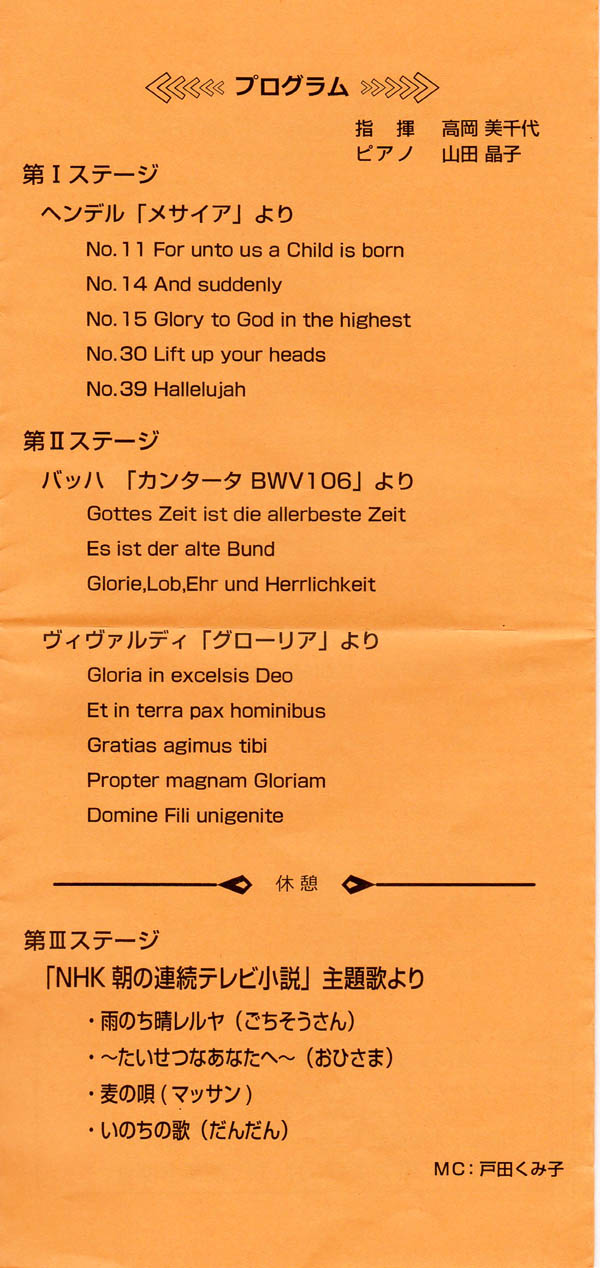 プログラム
指 揮 高岡 美千代
ピアノ 山田 晶子
第Ⅰステージ
ヘンデル「メサイア」より
No.11 For unto us a Child is born
No.14 And suddenly
No.15 Glory to God in the highest
No.30 Lift up your heads
No.39 Hallelujah
第Ⅱステージ
バッハ 「カンタータ BWV106」より
Gottes Zeit ist die allerbeste Zeit
Es ist der alte Bund
Glorie,Lob,Ehr und Herrlichkeit
ヴィヴァルディ「グローリア」より
Gloria in excelsis Deo
Et in terra pax hominibus
Gratias agimus tibi
Propter magnam Gloriam
Domine Fili unigenite
休 憩
第Ⅲステージ
「NHK 朝の連続テレビ小説」主題歌より
・雨のち晴レルヤ（ごちそうさん）
・〜たいせつなあなたへ〜（おひさま）
・麦の唄 ( マッサン )
・いのちの歌（だんだん）
MC：戸田くみ子